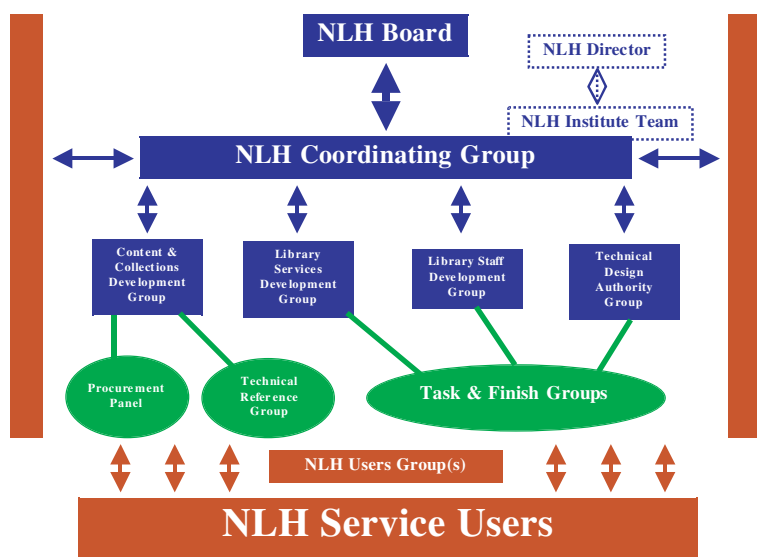 NLH Board
NLH Director
NLH Institute Team
NLH Coordinating Group
Content &
Collections
Development
Group
Library
Services
Development
Group
Library Staff
Development
Group
Technical
Design
Authority
Group
Procurement
Panel
Technical
Reference
Group
Task & Finish Groups
NLH Users Group(s)
NLH Service Users